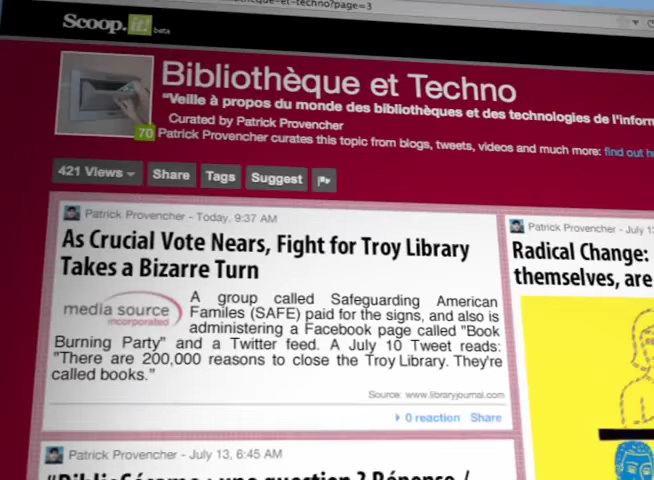 techno?page=3
Scoop.it! beta
Bibliothèque et Techno
"Veille à propos du monde des bibliothèques et des technologies de l'inform
Curated by Patrick Provencher
70
Patrick Provencher curates this topic from blogs, tweets, videos and much more: find out h
421 Views
Share
Tags
Suggest
Patrick Provencher - Today, 9:37 AM
As Crucial Vote Nears, Fight for Troy Library
Takes a Bizarre Turn
media source
incorporated
A group called Safeguarding American
Familes (SAFE) paid for the signs, and also is
administering a Facebook page called "Book
Burning Party" and a Twitter feed. A July 10 Tweet reads:
"There are 200,000 reasons to close the Troy Library. They're
called books."
Source: www.libraryjournal.com
0 reaction Share
Patrick Provencher - July 13, 6:45 AM
Patrick Provencher - July 1
Radical Change:
themselves, are